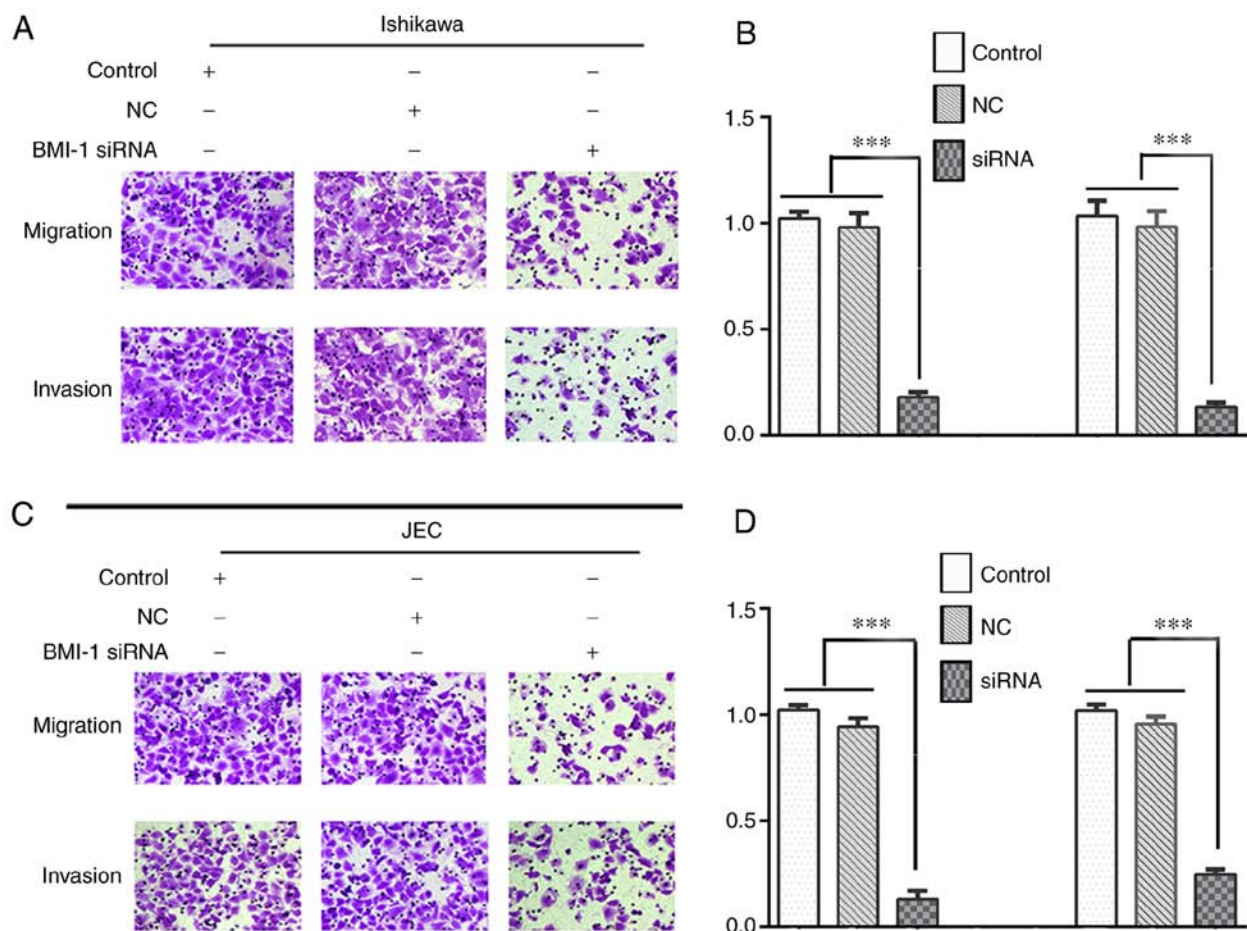 A
Ishikawa
Control + − −
NC − + −
BMI-1 siRNA − − +
Migration
Invasion
B
Control
NC
siRNA
1.5
1.0
0.5
0.0
***
***
C
JEC
Control + − −
NC − + −
BMI-1 siRNA − − +
Migration
Invasion
D
Control
NC
siRNA
1.5
1.0
0.5
0.0
***
***